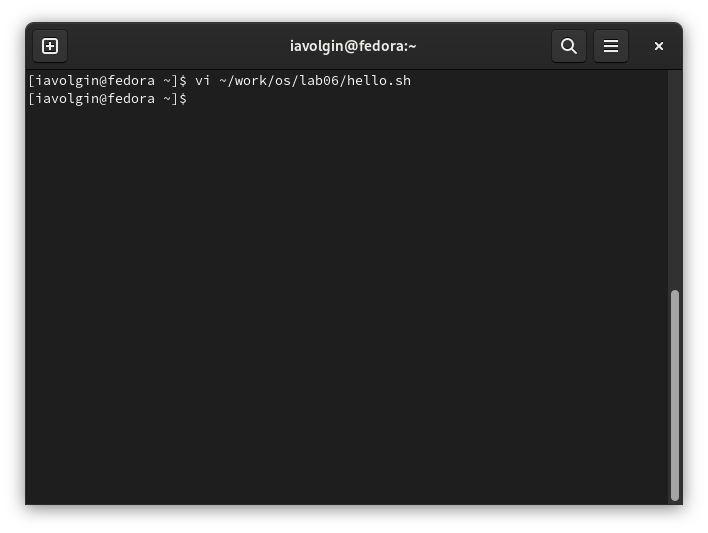 iavolgin@fedora:~
[iavolgin@fedora ~]$ vi ~/work/os/lab06/hello.sh
[iavolgin@fedora ~]$